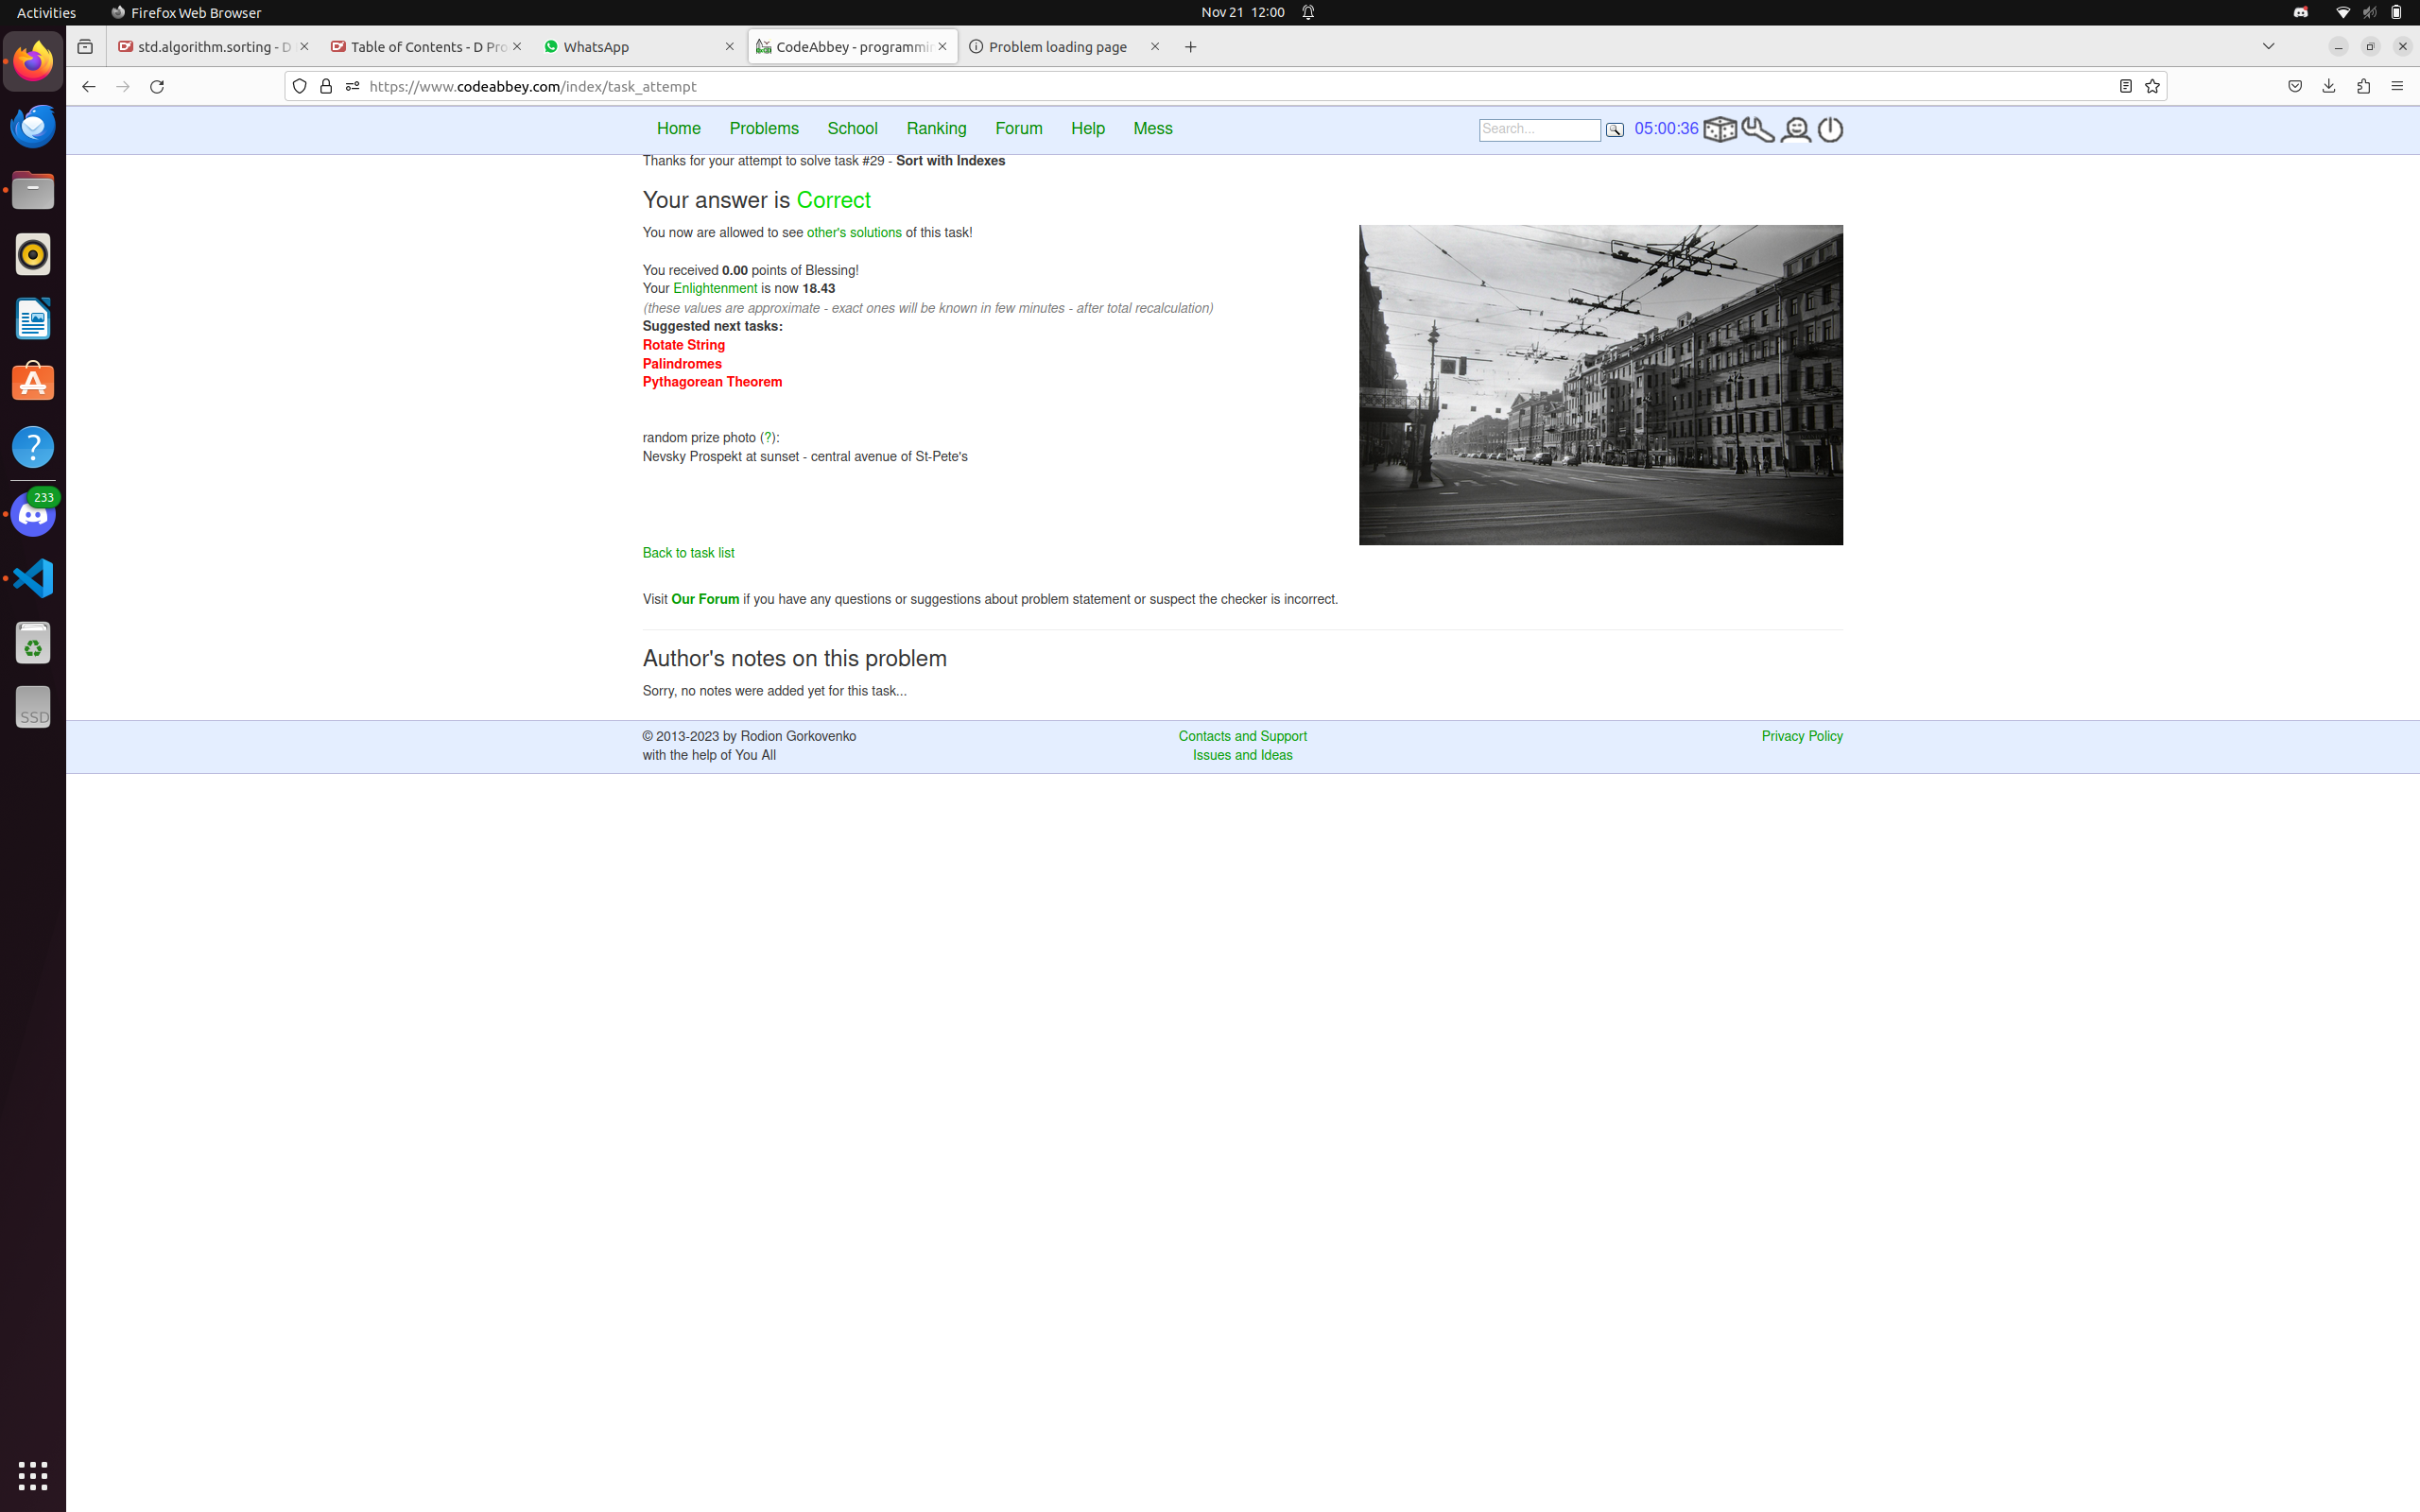 Activities
Firefox Web Browser
Nov 21 12:00
std.algorithm.sorting - D
Table of Contents - D Pro
WhatsApp
CodeAbbey - programmin
Problem loading page
https://www.codeabbey.com/index/task_attempt
Home Problems School Ranking Forum Help Mess
Search...
05:00:36
Thanks for your attempt to solve task #29 - Sort with Indexes
Your answer is Correct
You now are allowed to see other's solutions of this task!
You received 0.00 points of Blessing!
Your Enlightenment is now 18.43
(these values are approximate - exact ones will be known in few minutes - after total recalculation)
Suggested next tasks:
Rotate String
Palindromes
Pythagorean Theorem
random prize photo (?):
Nevsky Prospekt at sunset - central avenue of St-Pete's
233
Back to task list
Visit Our Forum if you have any questions or suggestions about problem statement or suspect the checker is incorrect.
Author's notes on this problem
Sorry, no notes were added yet for this task...
SSD
© 2013-2023 by Rodion Gorkovenko
with the help of You All
Contacts and Support
Issues and Ideas
Privacy Policy